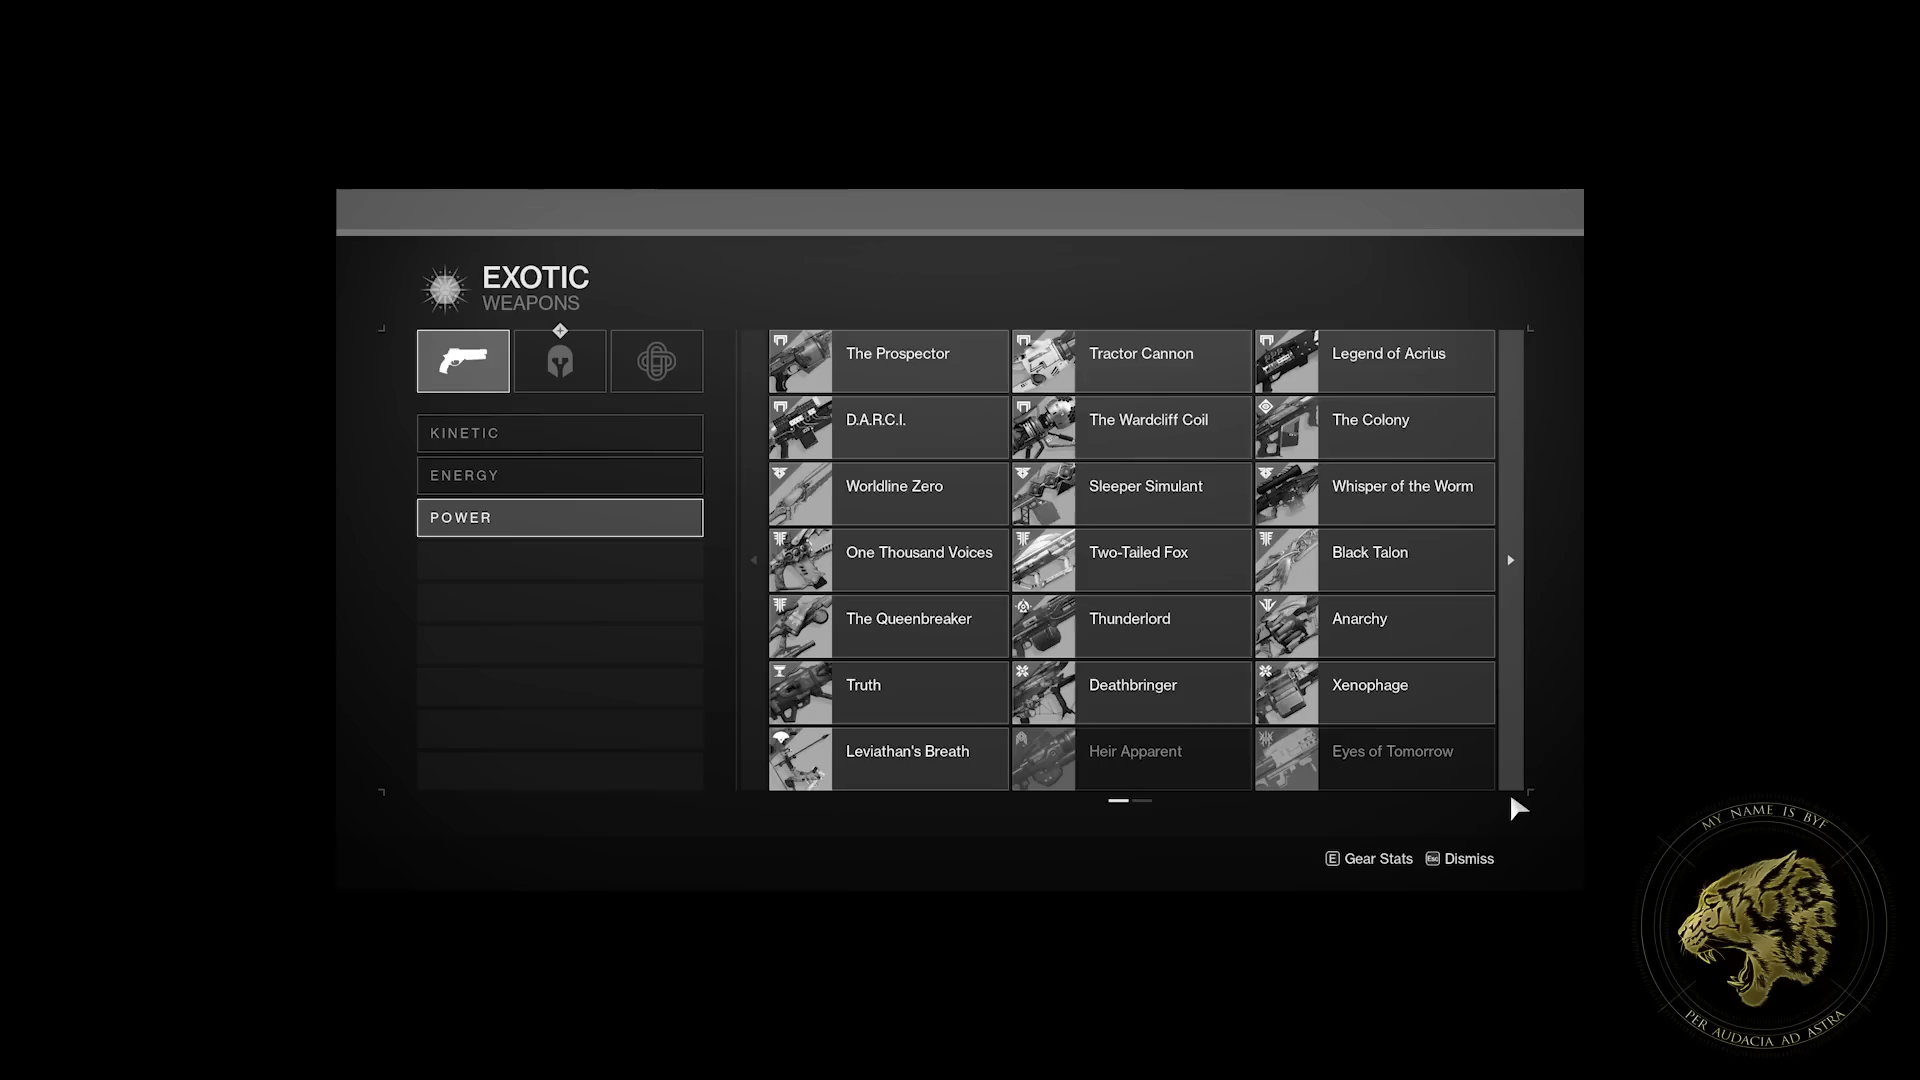 EXOTIC
WEAPONS
KINETIC
ENERGY
POWER
The Prospector
Tractor Cannon
Legend of Acrius
D.A.R.C.I.
The Wardcliff Coil
The Colony
Worldline Zero
Sleeper Simulant
Whisper of the Worm
One Thousand Voices
Two-Tailed Fox
Black Talon
The Queenbreaker
Thunderlord
Anarchy
Truth
Deathbringer
Xenophage
Leviathan's Breath
Heir Apparent
Eyes of Tomorrow
E Gear Stats Esc Dismiss
MY NAME IS BYF
PER AUDACIA AD ASTRA